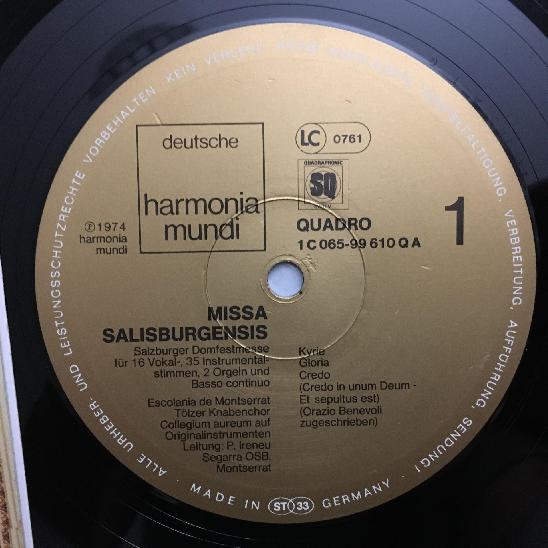 deutsche
harmonia
mundi
LC 0761
QUADRAPHONIC
SQ
QUADRO
1 C 065-99 610 Q A
1
Ⓟ 1974
harmonia
mundi
MISSA
SALISBURGENSIS
Salzburger Domfestmesse
für 16 Vokal-, 35 Instrumental-
stimmen, 2 Orgeln und
Basso continuo
Escolania de Montserrat
Tölzer Knabenchor
Collegium aureum auf
Originalinstrumenten
Leitung: P. Ireneu
Segarra OSB.
Montserrat
Kyrie
Gloria
Credo
(Credo in unum Deum -
Et sepultus est)
(Orazio Benevoli
zugeschrieben)
ALLE URHEBER- UND LEISTUNGSSCHUTZRECHTE VORBEHALTEN KEIN VERLEIH! VERVIELFÄLTIGUNG, VERBREITUNG, AUFFÜHRUNG, SENDUNG!
· MADE IN ST 33 GERMANY ·